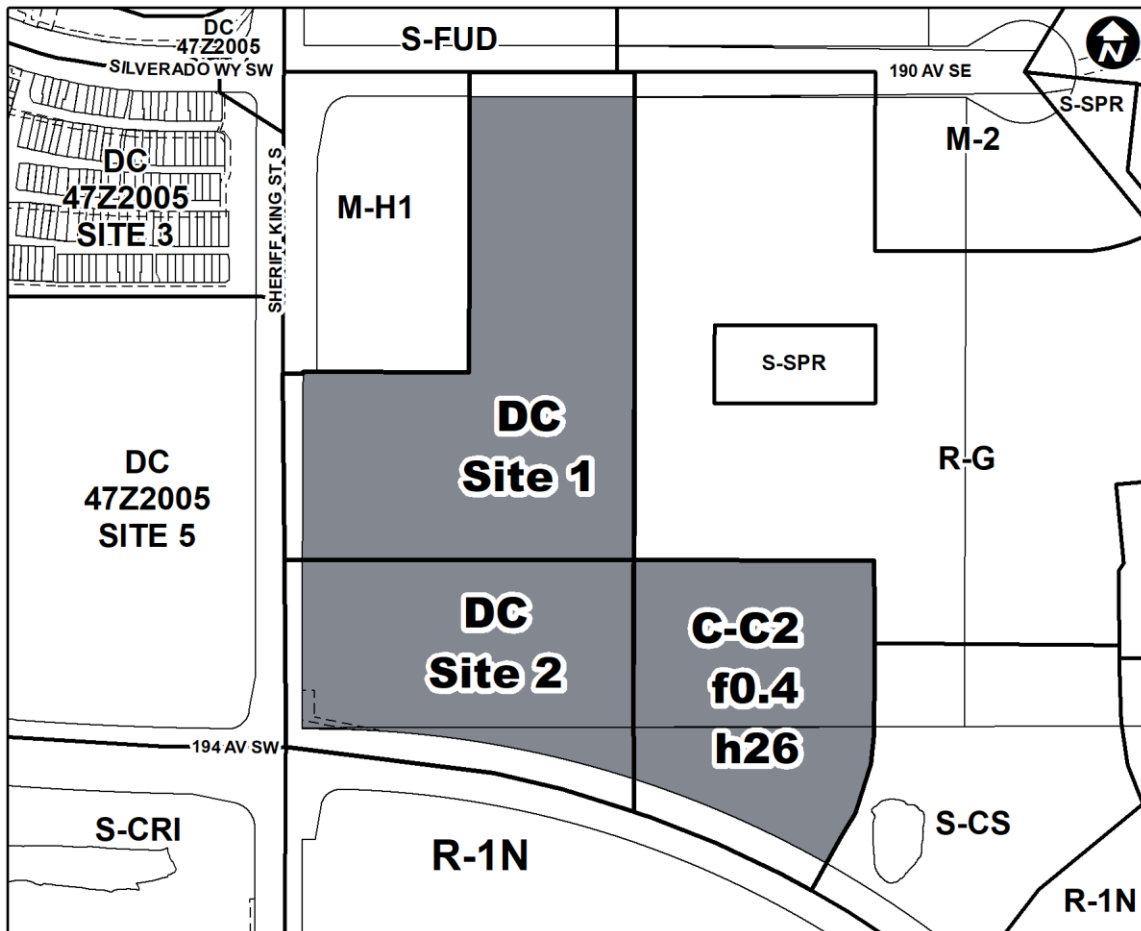 DC
47Z2005
S-FUD
N
SILVERADO WY SW
190 AV SE
S-SPR
M-2
DC
47Z2005
SITE 3
SHERIFF KING ST S
M-H1
S-SPR
DC
Site 1
R-G
DC
47Z2005
SITE 5
DC
Site 2
C-C2
f0.4
h26
194 AV SW
S-CRI
R-1N
S-CS
R-1N